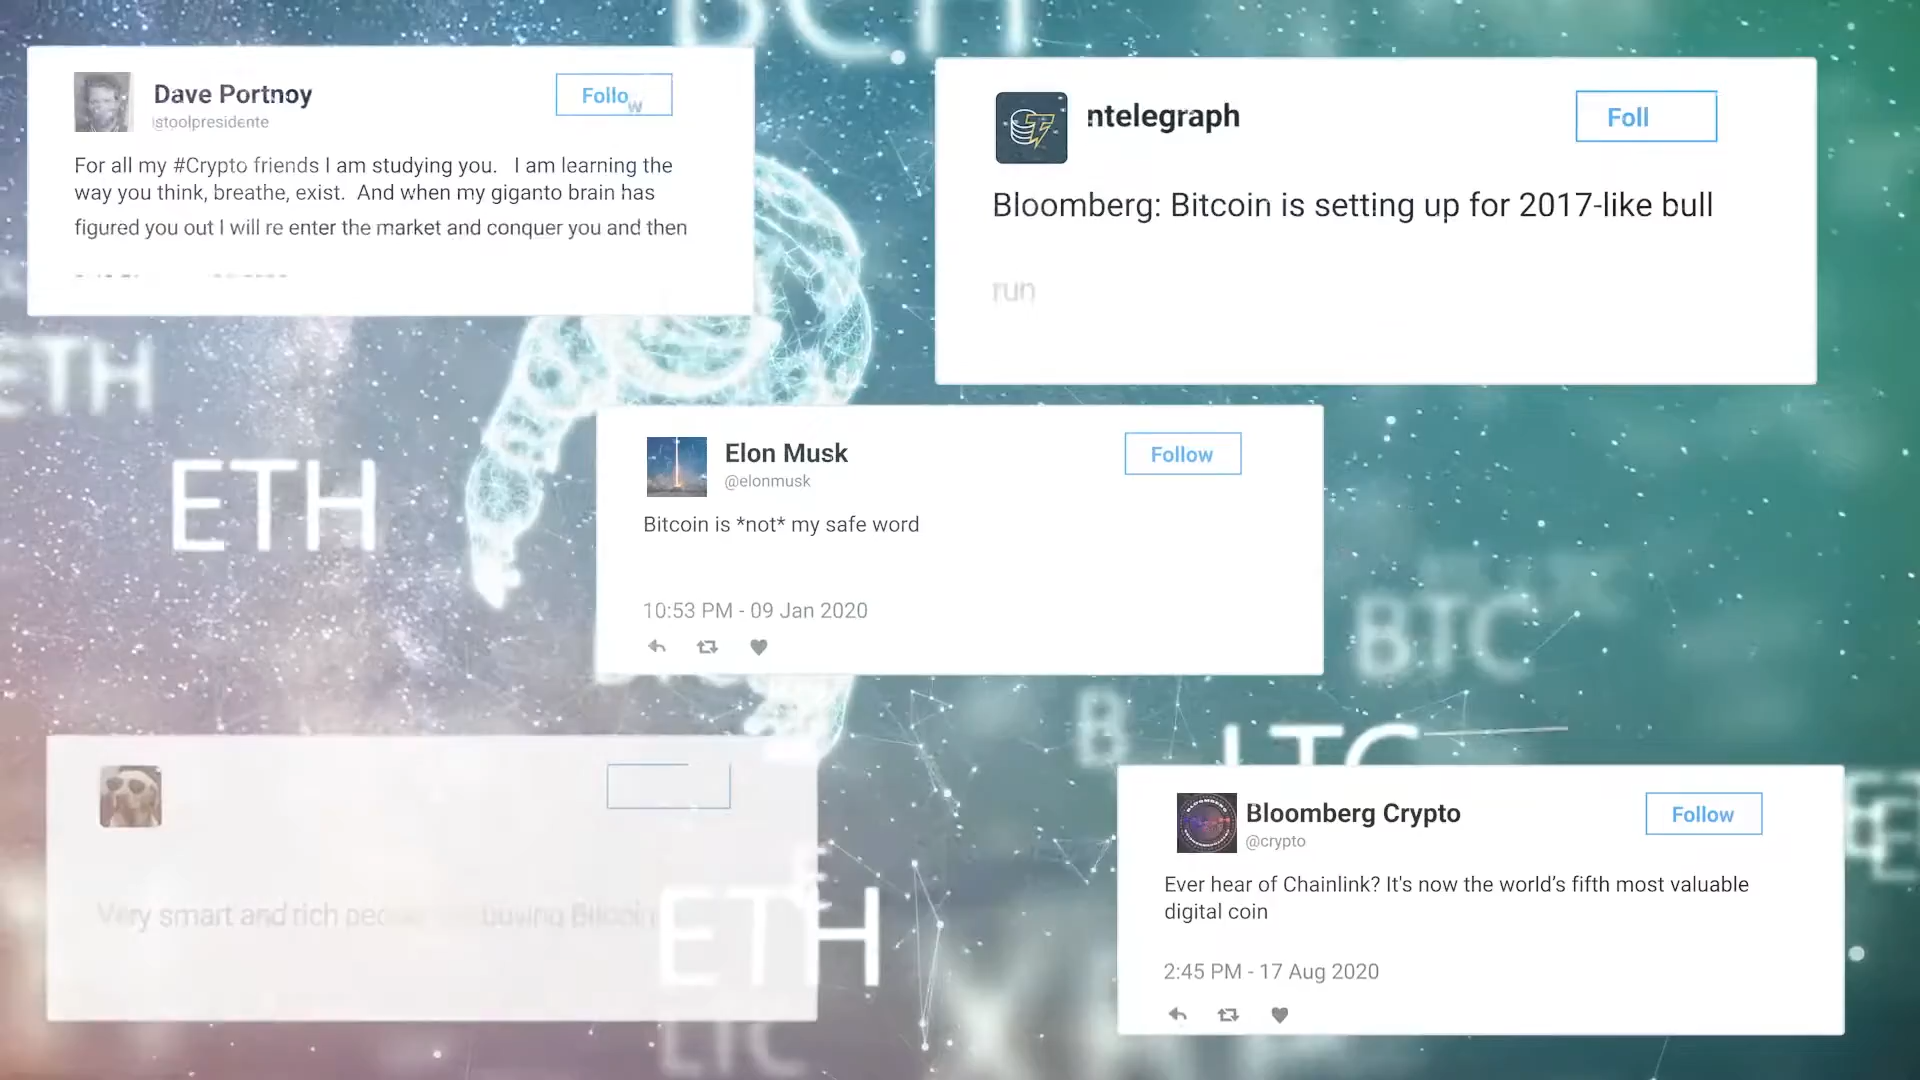 BCH
Dave Portnoy
Follow
stoolpresidente
For all my #Crypto friends I am studying you. I am learning the
way you think, breathe, exist. And when my giganto brain has
figured you out I will re enter the market and conquer you and then
ntelegraph
Foll
Bloomberg: Bitcoin is setting up for 2017-like bull
run
ETH
ETH
Elon Musk
Follow
@elonmusk
Bitcoin is *not* my safe word
10:53 PM - 09 Jan 2020
BTC
B
LTC
Very smart and rich buying Bitcoin
ETH
LTC
Bloomberg Crypto
Follow
@crypto
Ever hear of Chainlink? It's now the world’s fifth most valuable
digital coin
2:45 PM - 17 Aug 2020